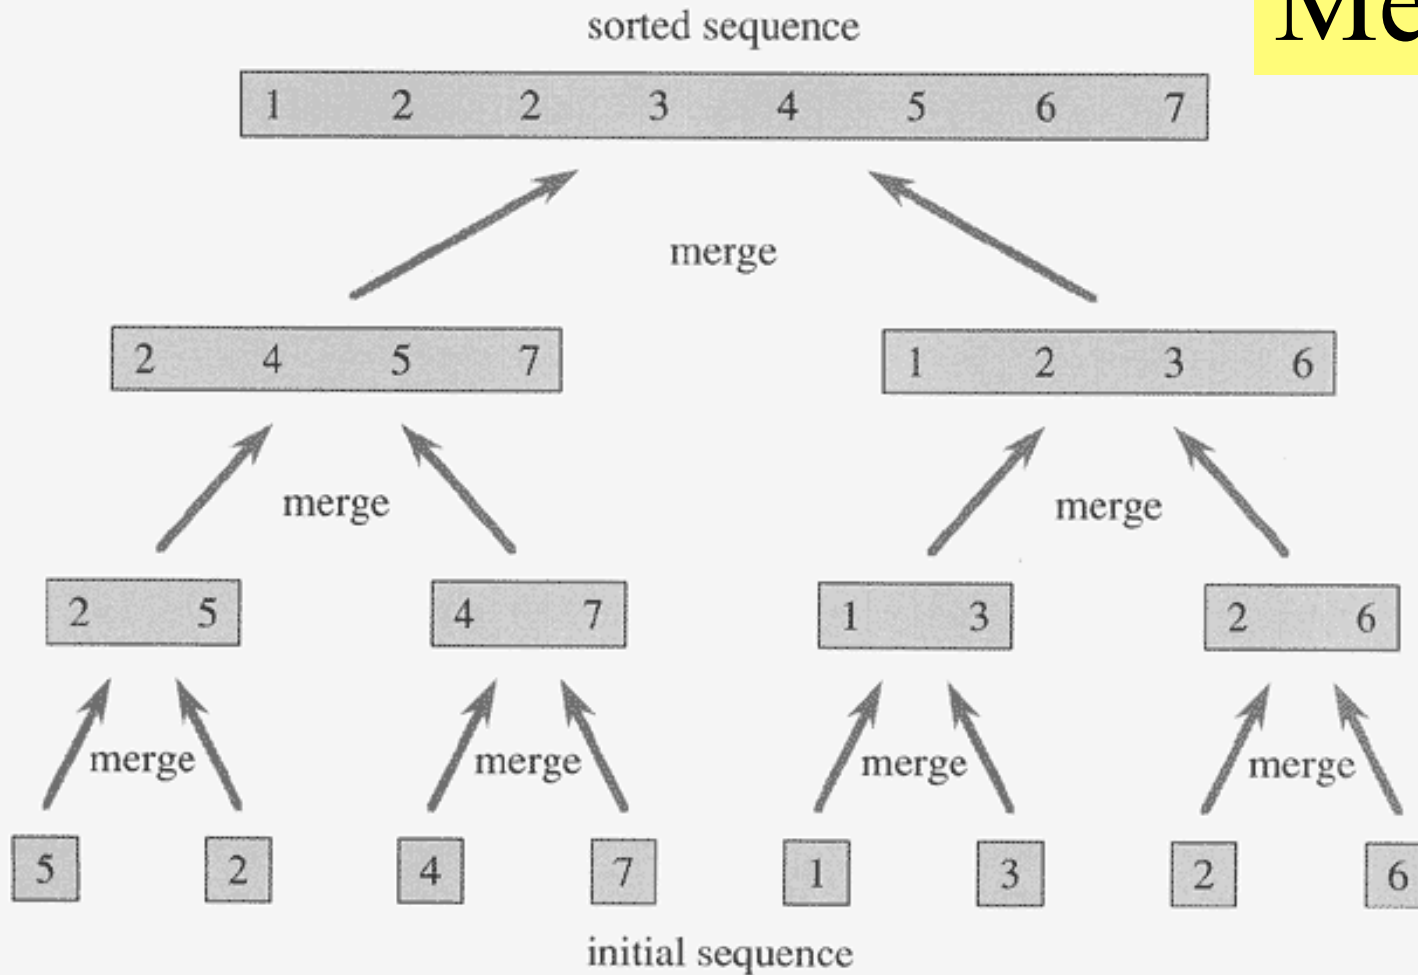 Me
sorted sequence
1 2 2 3 4 5 6 7
merge
2 4 5 7 1 2 3 6
merge merge
2 5 4 7 1 3 2 6
merge merge merge merge
5 2 4 7 1 3 2 6
initial sequence